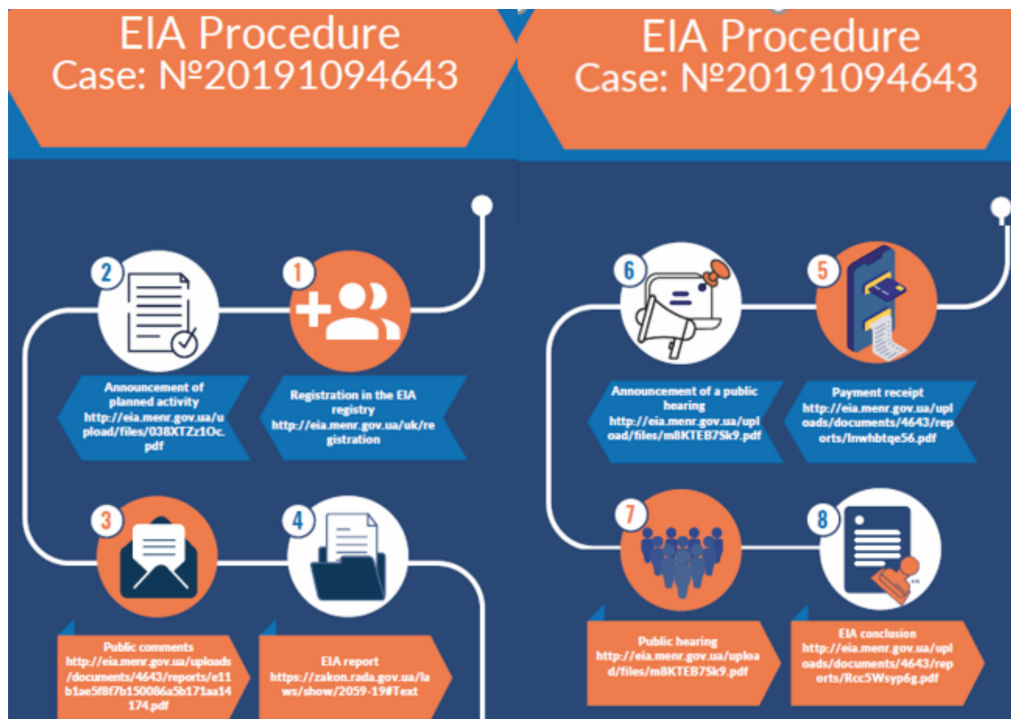 EIA Procedure
Case: №20191094643
2
1
Announcement of
planned activity
http://eia.menr.gov.ua/u
pload/files/038XTZz1Oc.
pdf
Registration in the EIA
registry
http://eia.menr.gov.ua/uk/re
gistration
3
4
Public comments
http://eia.menr.gov.ua/uploads
/documents/4643/reports/e11
b1ae5f8f7b150086a5b171aa14
174.pdf
EIA report
https://zakon.rada.gov.ua/la
ws/show/2059-19#Text
EIA Procedure
Case: №20191094643
6
5
Announcement of a public
hearing
http://eia.menr.gov.ua/upl
oad/files/m8KTEB7Sk9.pdf
Payment receipt
http://eia.menr.gov.ua/upl
oads/documents/4643/rep
orts/Inwhbtqe56.pdf
7
8
Public hearing
http://eia.menr.gov.ua/uploa
d/files/m8KTEB7Sk9.pdf
EIA conclusion
http://eia.menr.gov.ua/upl
oads/documents/4643/rep
orts/Rcc5Wsyp6g.pdf